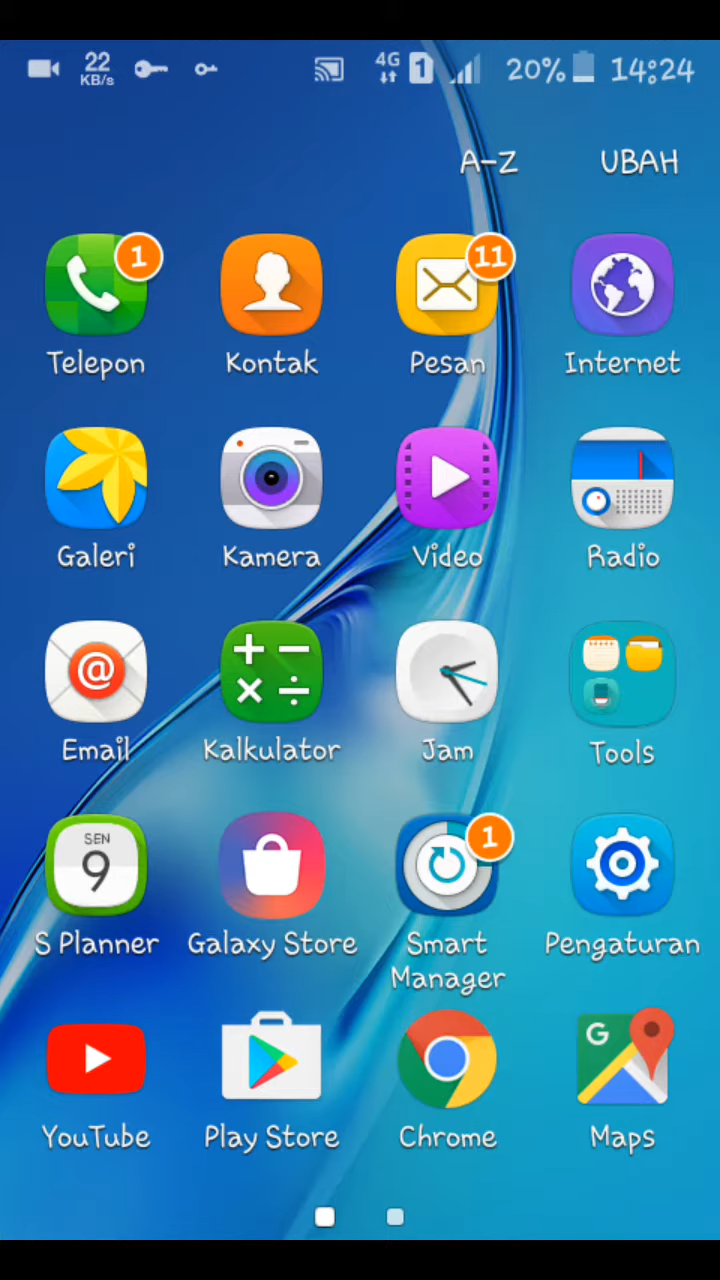 22
KB/s
4G
1
20%
14:24
A-Z
UBAH
1
11
Telepon
Kontak
Pesan
Internet
Galeri
Kamera
Video
Radio
@
Email
Kalkulator
Jam
Tools
SEN
9
1
S Planner
Galaxy Store
Smart
Manager
Pengaturan
G
YouTube
Play Store
Chrome
Maps